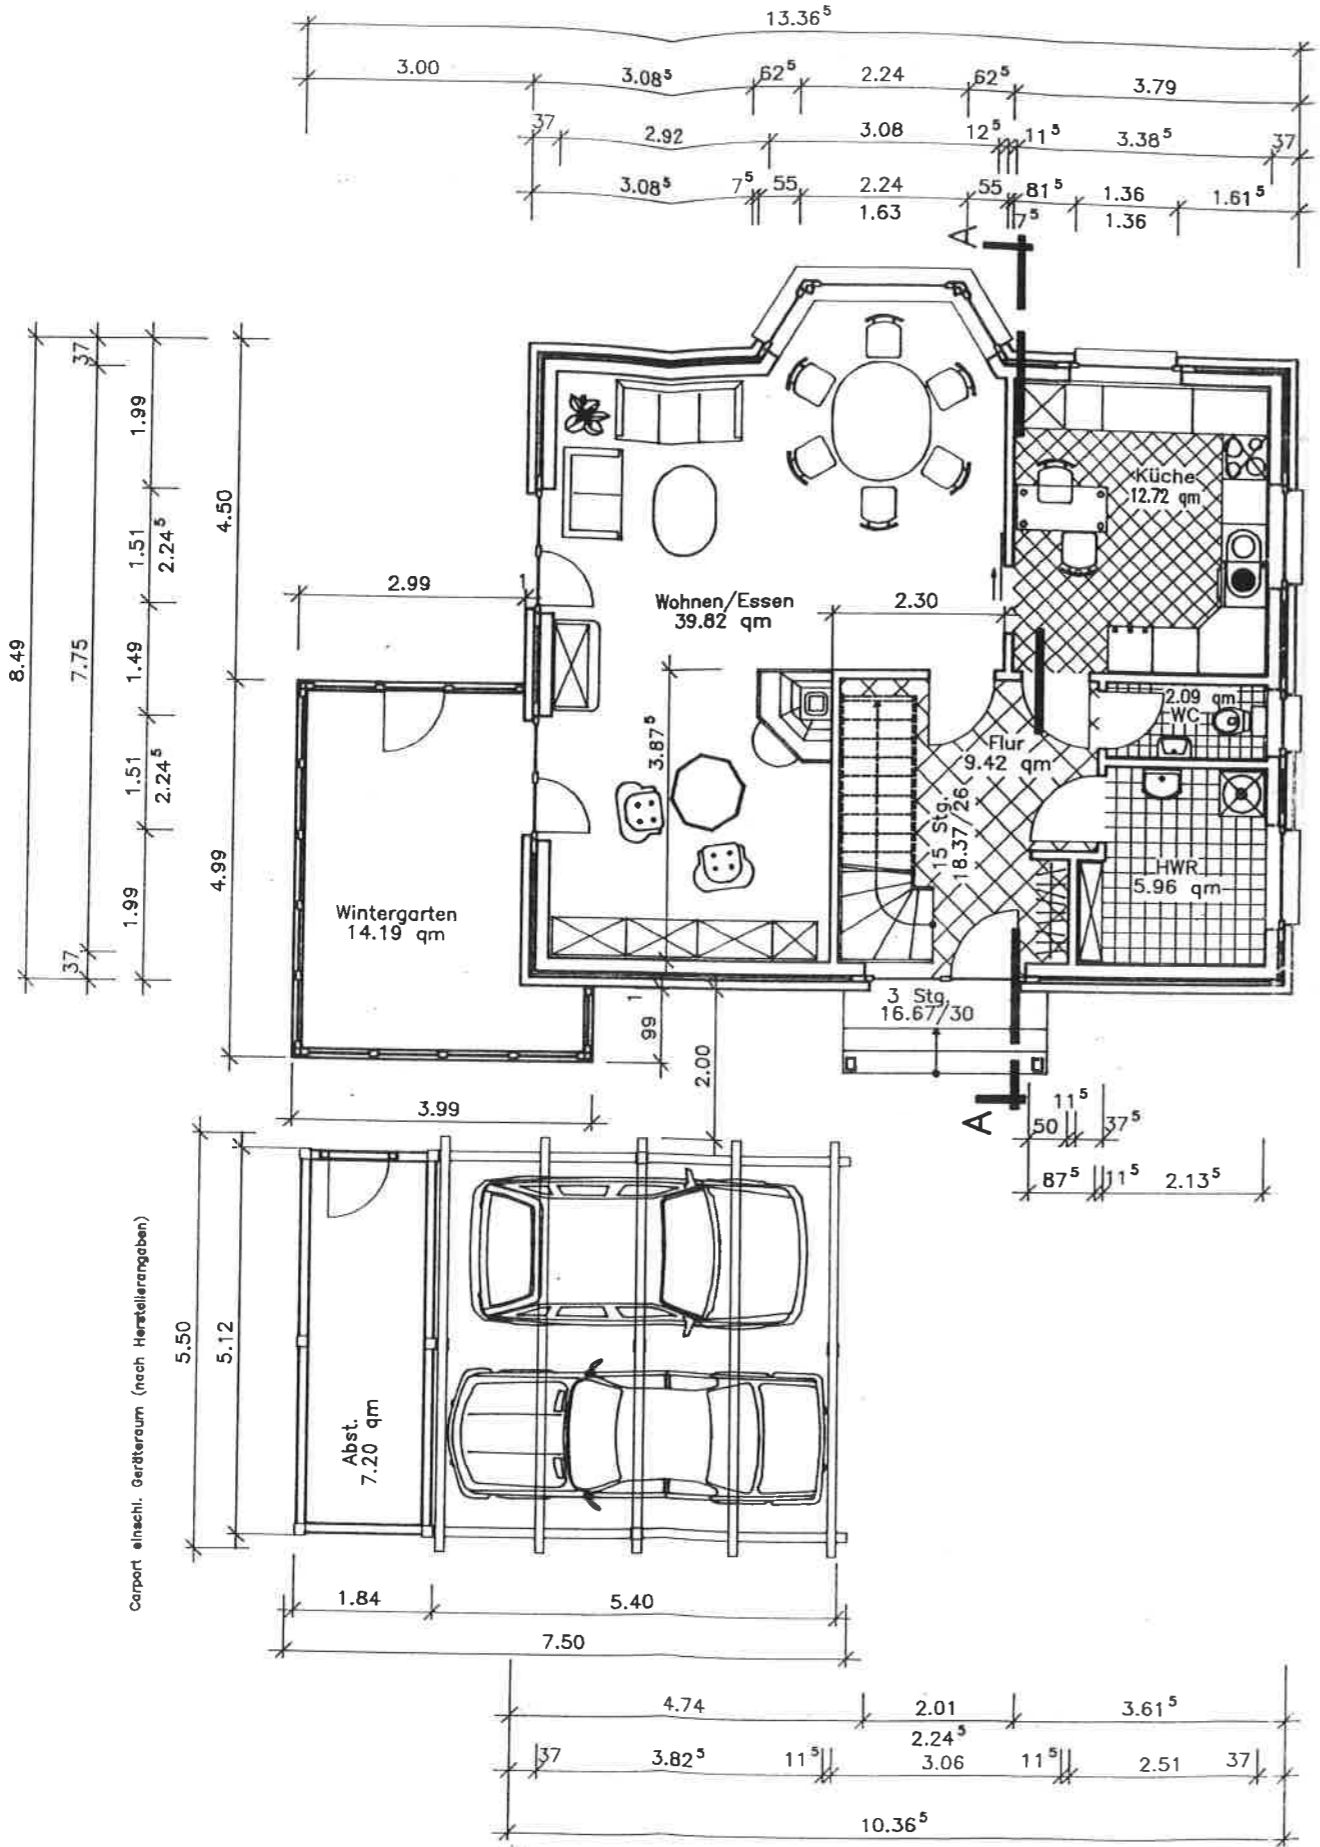 13.36⁵
3.00 3.08⁵ 62⁵ 2.24 62⁵ 3.79
37 2.92 3.08 12⁵ 11⁵ 3.38⁵ 37
3.08⁵ 7⁵ 55 2.24 55 81⁵ 1.36 1.61⁵
1.63 7⁵ 1.36
A
8.49
37 7.75 37
1.99 1.51 1.49 1.51 1.99
2.24⁵ 2.24⁵
4.50 4.99
2.99 1
Küche
12.72 qm
Wohnen/Essen
39.82 qm
2.30
3.87⁵
2.09 qm
WC
Flur
9.42 qm
15 Stg.
18.37/26
HWR
5.96 qm
Wintergarten
14.19 qm
3 Stg.
16.67/30
99 1
2.00
3.99
A
50 11⁵ 37⁵
87⁵ 11⁵ 2.13⁵
Carport einschl. Geräteraum (nach Herstellerangaben)
5.50
5.12
Abst.
7.20 qm
1.84 5.40
7.50
4.74 2.01 3.61⁵
2.24⁵
37 3.82⁵ 11⁵ 3.06 11⁵ 2.51 37
10.36⁵